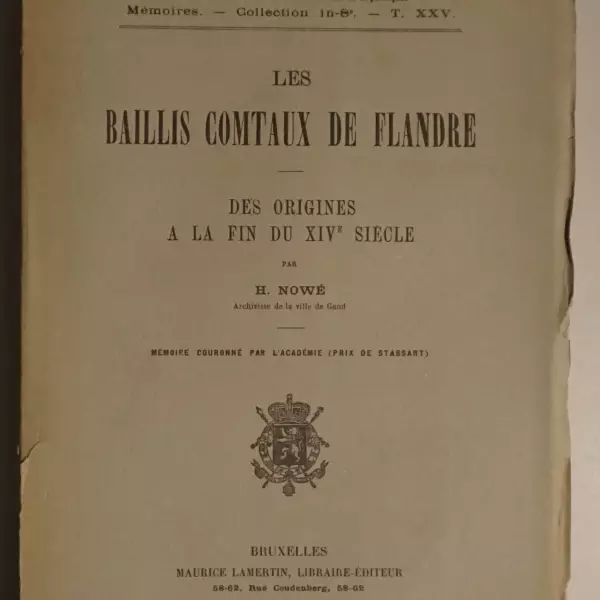 Mémoires. — Collection in-8°. — T. XXV.
LES
BAILLIS COMTAUX DE FLANDRE
DES ORIGINES
A LA FIN DU XIVE SIÈCLE
PAR
H. NOWÉ
Archiviste de la ville de Gand
MÉMOIRE COURONNÉ PAR L'ACADÉMIE (PRIX DE STASSART)
BRUXELLES
MAURICE LAMERTIN, LIBRAIRE-ÉDITEUR
58-62, Rue Coudenberg, 58-62